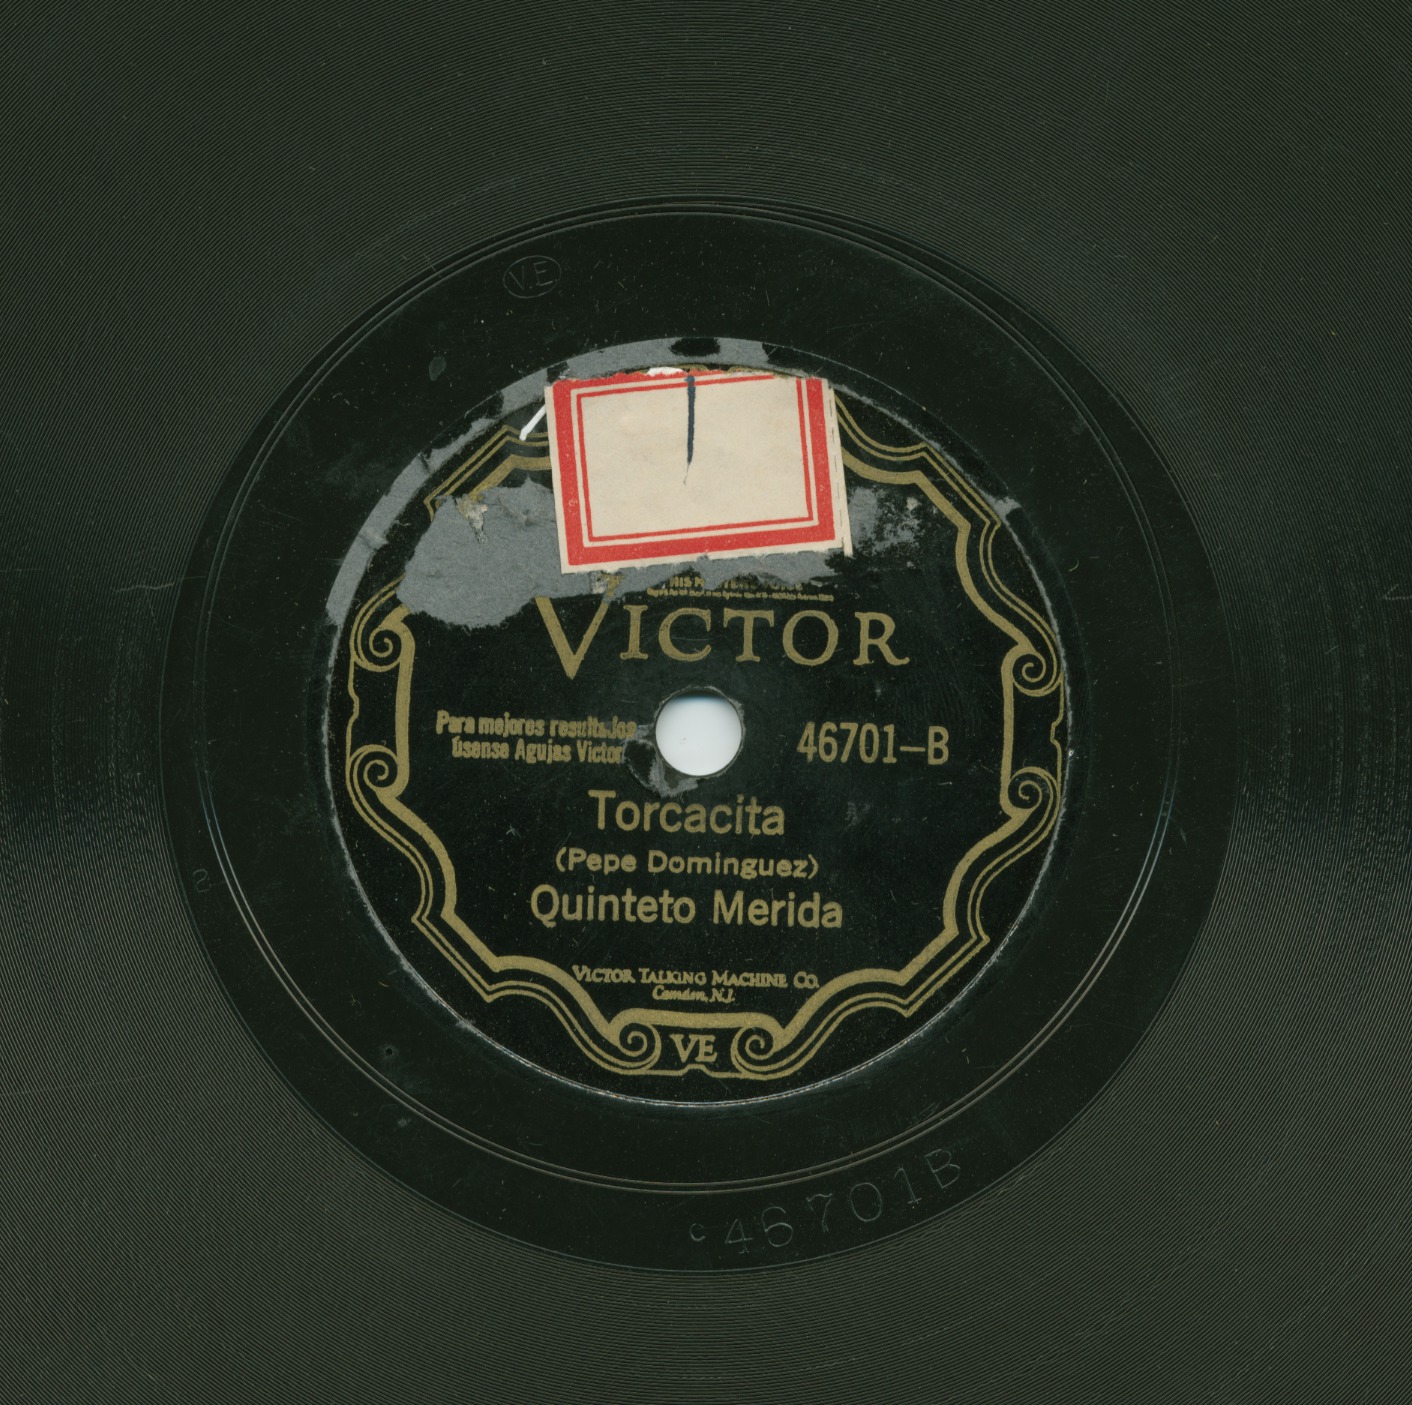 V.E
VICTOR
Para mejores resultados
úsense Agujas Victor
46701-B
Torcacita
(Pepe Dominguez)
Quinteto Merida
VICTOR TALKING MACHINE CO.
Camden, N.J.
VE
c 46701B